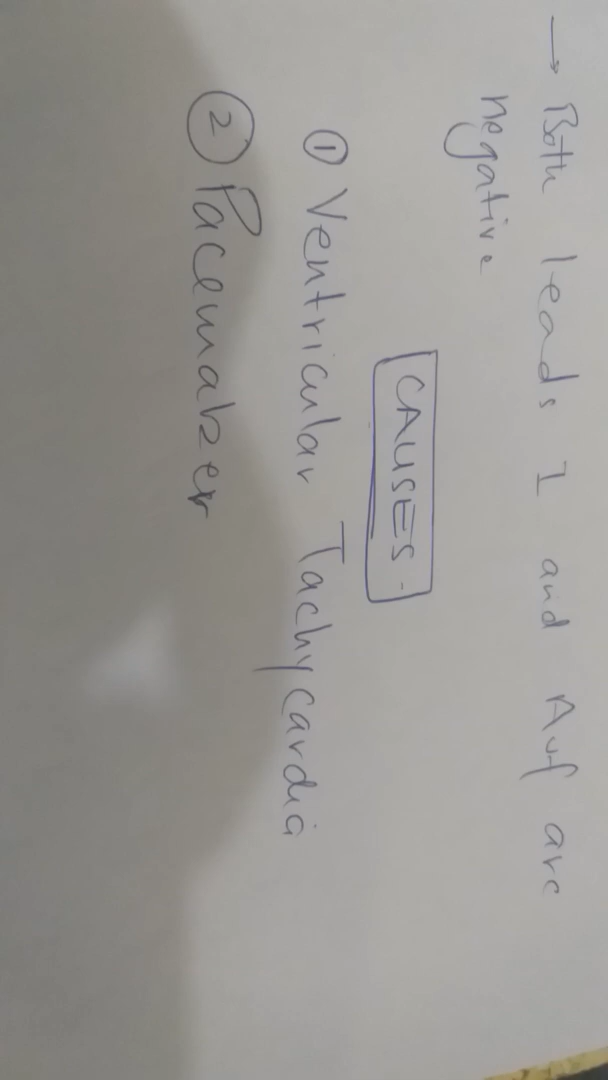 → Both leads I and Avf are
negative
CAUSES
① Ventricular Tachycardia
② Pacemaker